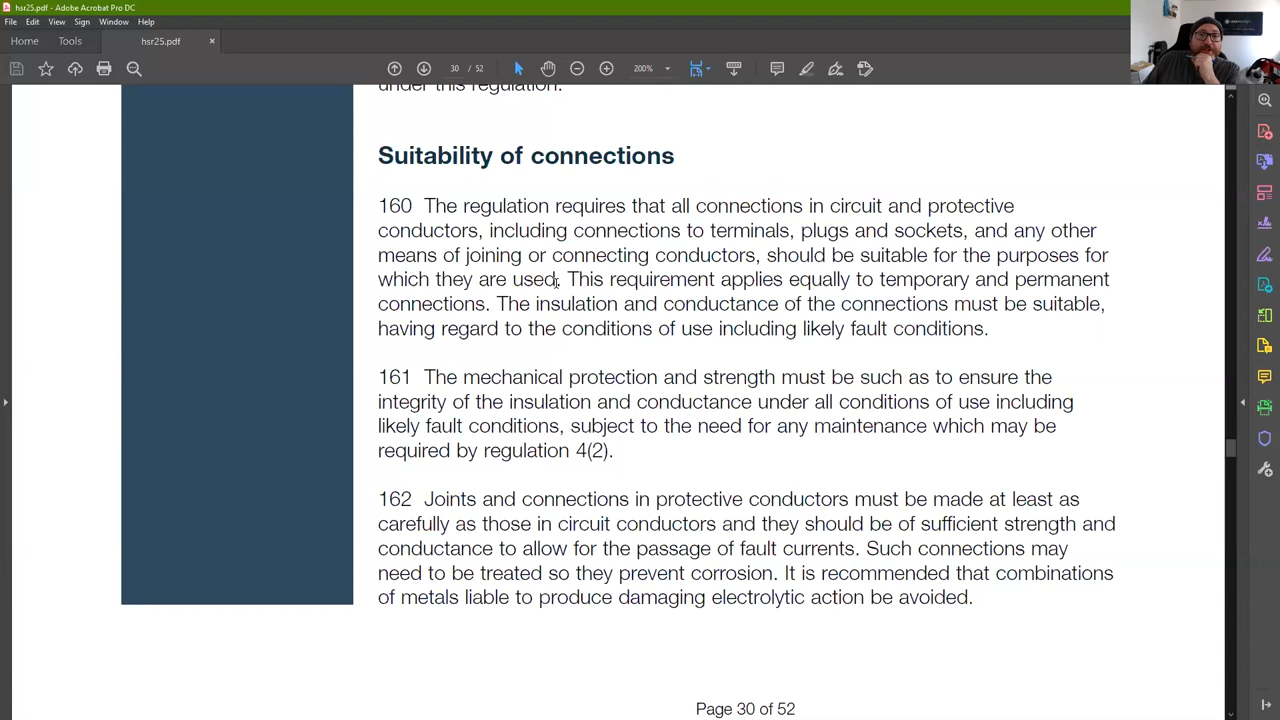 hsr25.pdf - Adobe Acrobat Pro DC
File Edit View Sign Window Help
Home Tools hsr25.pdf ×
30 / 52 200%
under this regulation.
Suitability of connections
160 The regulation requires that all connections in circuit and protective
conductors, including connections to terminals, plugs and sockets, and any other
means of joining or connecting conductors, should be suitable for the purposes for
which they are used. This requirement applies equally to temporary and permanent
connections. The insulation and conductance of the connections must be suitable,
having regard to the conditions of use including likely fault conditions.
161 The mechanical protection and strength must be such as to ensure the
integrity of the insulation and conductance under all conditions of use including
likely fault conditions, subject to the need for any maintenance which may be
required by regulation 4(2).
162 Joints and connections in protective conductors must be made at least as
carefully as those in circuit conductors and they should be of sufficient strength and
conductance to allow for the passage of fault currents. Such connections may
need to be treated so they prevent corrosion. It is recommended that combinations
of metals liable to produce damaging electrolytic action be avoided.
Page 30 of 52